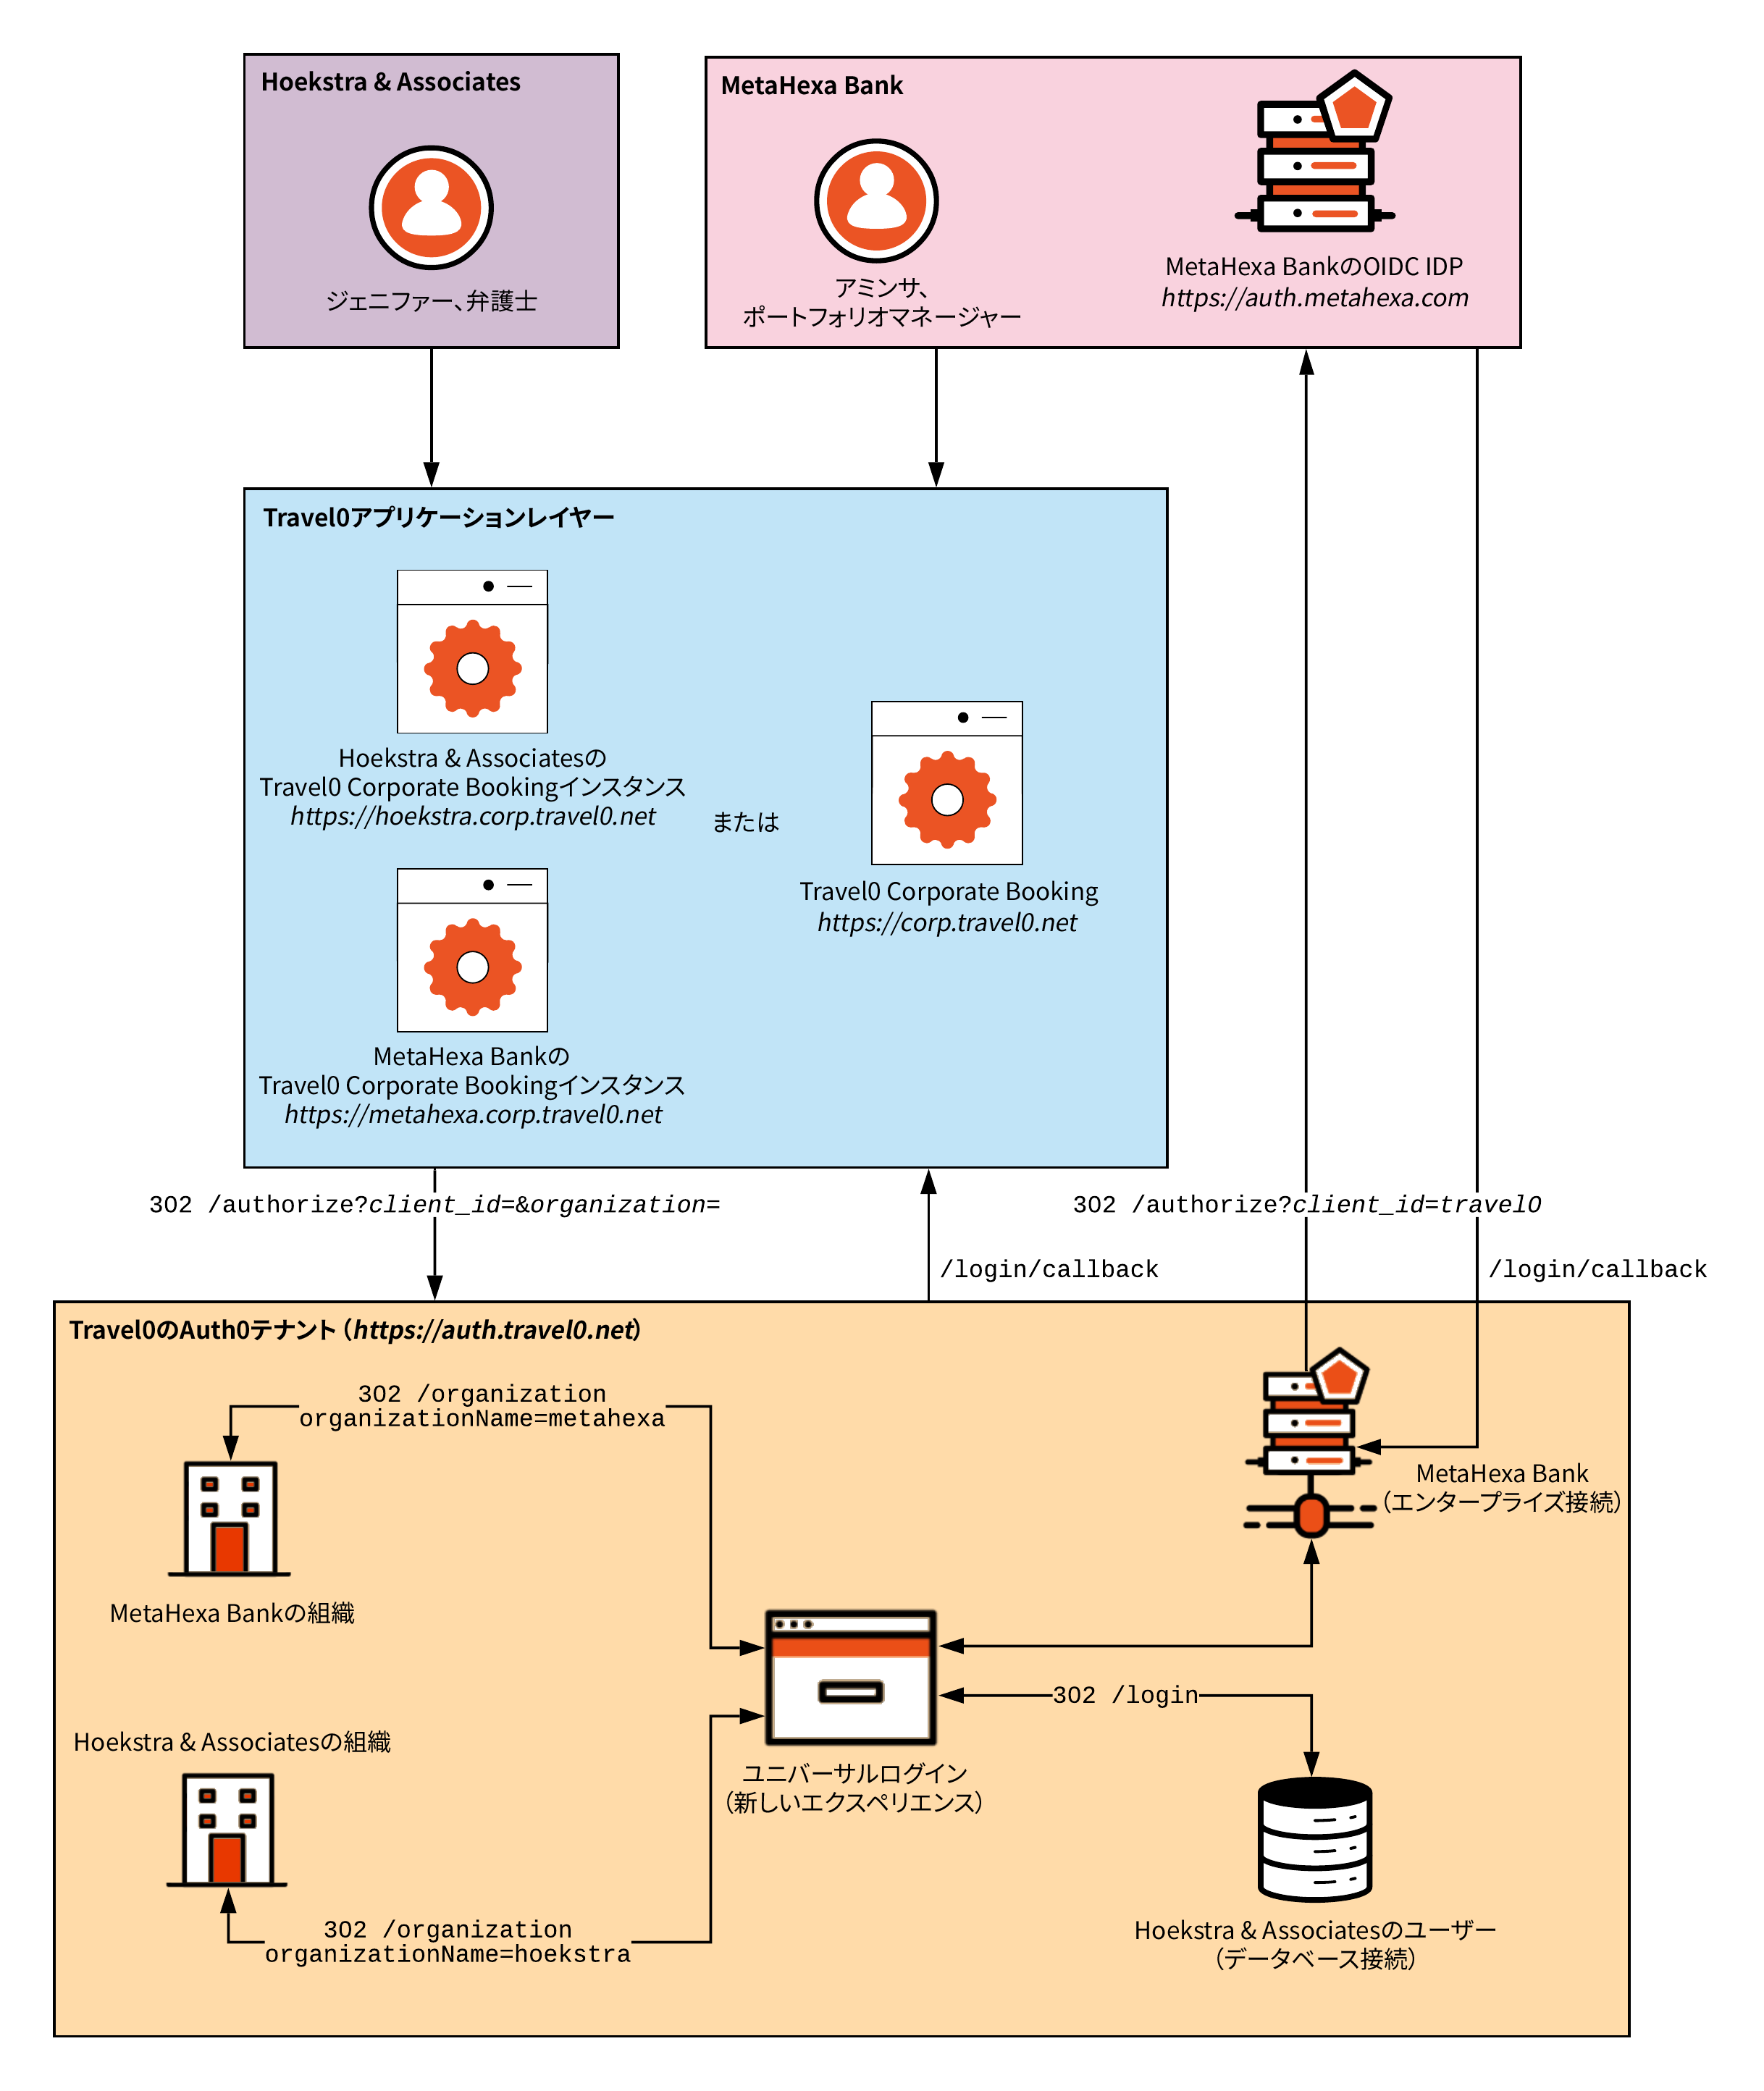 Hoekstra & Associates
ジェニファー、弁護士
MetaHexa Bank
アミンサ、
ポートフォリオマネージャー
MetaHexa BankのOIDC IDP
https://auth.metahexa.com
Travel0アプリケーションレイヤー
Hoekstra & Associatesの
Travel0 Corporate Bookingインスタンス
https://hoekstra.corp.travel0.net
または
Travel0 Corporate Booking
https://corp.travel0.net
MetaHexa Bankの
Travel0 Corporate Bookingインスタンス
https://metahexa.corp.travel0.net
302 /authorize?client_id=&organization=
/login/callback
302 /authorize?client_id=travel0
/login/callback
Travel0のAuth0テナント（https://auth.travel0.net）
302 /organization
organizationName=metahexa
MetaHexa Bankの組織
MetaHexa Bank
（エンタープライズ接続）
302 /login
ユニバーサルログイン
（新しいエクスペリエンス）
Hoekstra & Associatesの組織
302 /organization
organizationName=hoekstra
Hoekstra & Associatesのユーザー
（データベース接続）